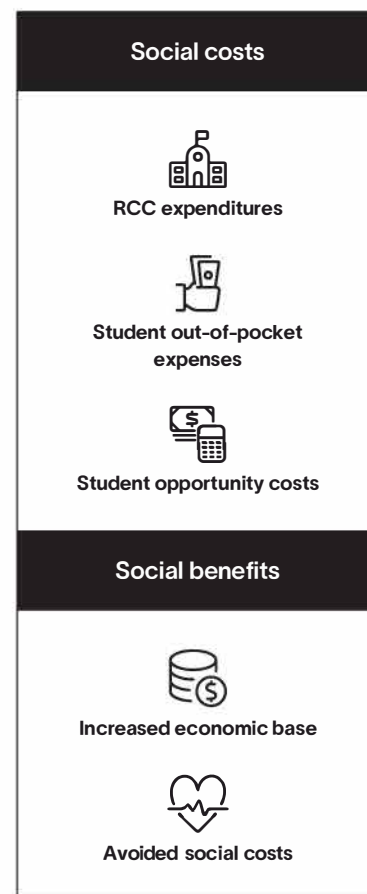 Social costs
RCC expenditures
Student out-of-pocket
expenses
$
Student opportunity costs
Social benefits
$
Increased economic base
Avoided social costs